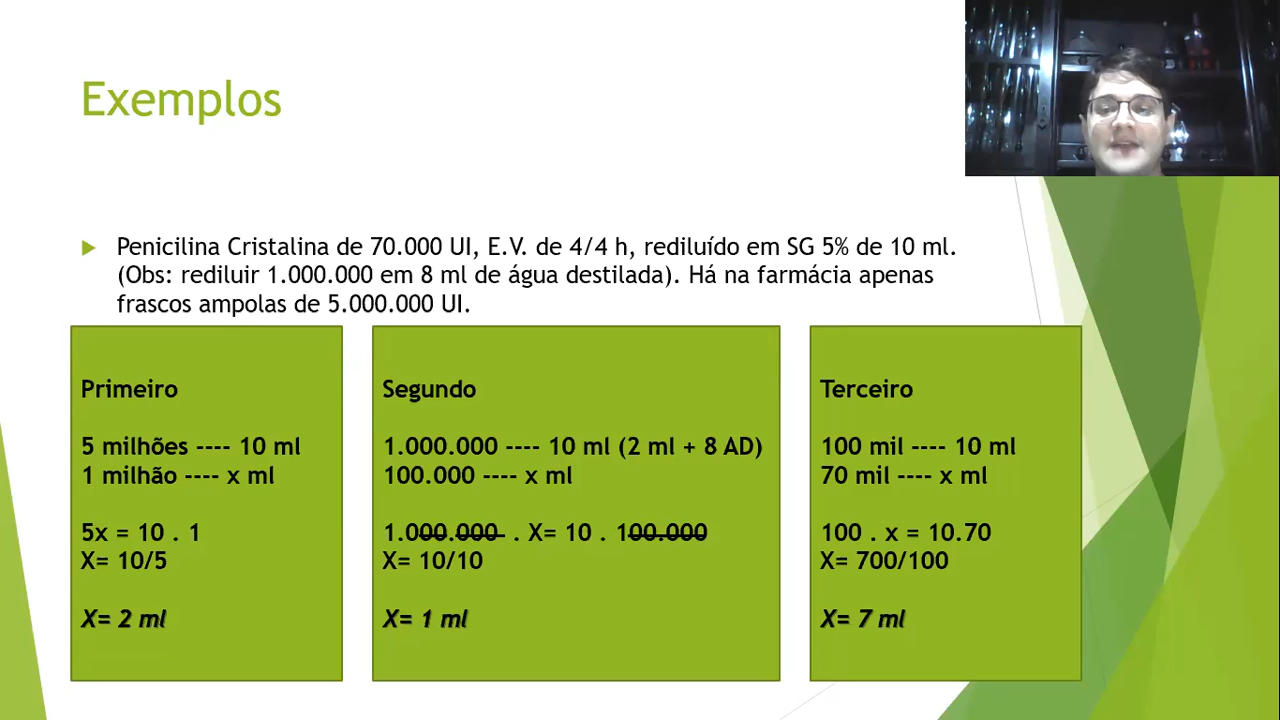 Exemplos
Penicilina Cristalina de 70.000 UI, E.V. de 4/4 h, rediluído em SG 5% de 10 ml.
(Obs: rediluir 1.000.000 em 8 ml de água destilada). Há na farmácia apenas
frascos ampolas de 5.000.000 UI.
Primeiro
5 milhões ---- 10 ml
1 milhão ---- x ml
5x = 10 . 1
X= 10/5
X= 2 ml
Segundo
1.000.000 ---- 10 ml (2 ml + 8 AD)
100.000 ---- x ml
1.000.000 . X= 10 . 100.000
X= 10/10
X= 1 ml
Terceiro
100 mil ---- 10 ml
70 mil ---- x ml
100 . x = 10.70
X= 700/100
X= 7 ml